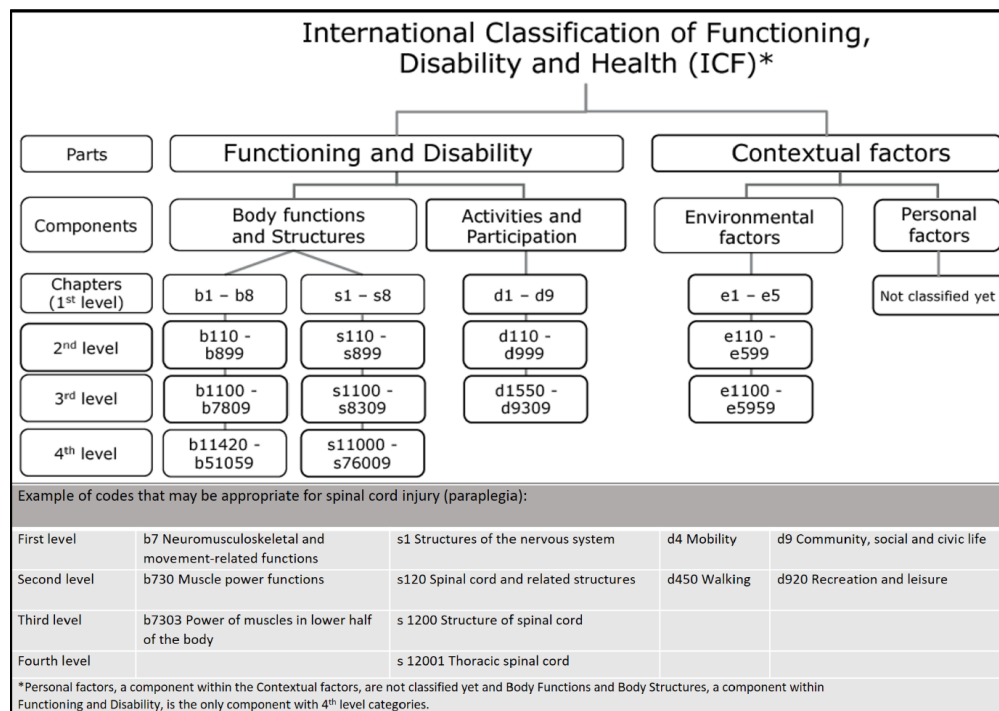 International Classification of Functioning,
Disability and Health (ICF)*
Parts
Functioning and Disability
Contextual factors
Components
Body functions
and Structures
Activities and
Participation
Environmental
factors
Personal
factors
Chapters
(1st level)
b1 – b8
s1 – s8
d1 – d9
e1 – e5
Not classified yet
2nd level
b110 -
b899
s110 -
s899
d110 -
d999
e110 -
e599
3rd level
b1100 -
b7809
s1100 -
s8309
d1550 -
d9309
e1100 -
e5959
4th level
b11420 -
b51059
s11000 -
s76009
Example of codes that may be appropriate for spinal cord injury (paraplegia):
First level
b7 Neuromusculoskeletal and
movement-related functions
s1 Structures of the nervous system
d4 Mobility
d9 Community, social and civic life
Second level
b730 Muscle power functions
s120 Spinal cord and related structures
d450 Walking
d920 Recreation and leisure
Third level
b7303 Power of muscles in lower half
of the body
s 1200 Structure of spinal cord
Fourth level
s 12001 Thoracic spinal cord
*Personal factors, a component within the Contextual factors, are not classified yet and Body Functions and Body Structures, a component within
Functioning and Disability, is the only component with 4th level categories.